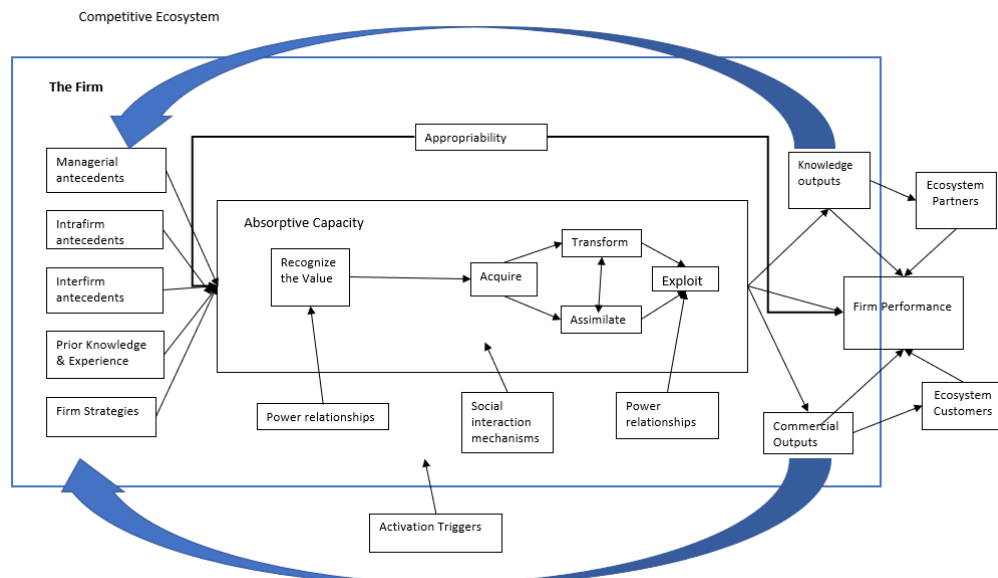 Competitive Ecosystem
The Firm
Appropriability
Managerial
antecedents
Intrafirm
antecedents
Interfirm
antecedents
Prior Knowledge
& Experience
Firm Strategies
Absorptive Capacity
Recognize
the Value
Acquire
Transform
Assimilate
Exploit
Power relationships
Social
interaction
mechanisms
Power
relationships
Activation Triggers
Knowledge
outputs
Ecosystem
Partners
Firm Performance
Ecosystem
Customers
Commercial
Outputs